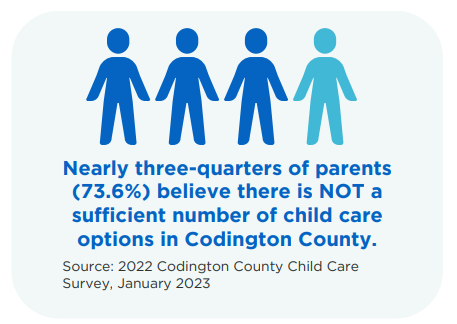 Nearly three-quarters of parents
(73.6%) believe there is NOT a
sufficient number of child care
options in Codington County.
Source: 2022 Codington County Child Care
Survey, January 2023